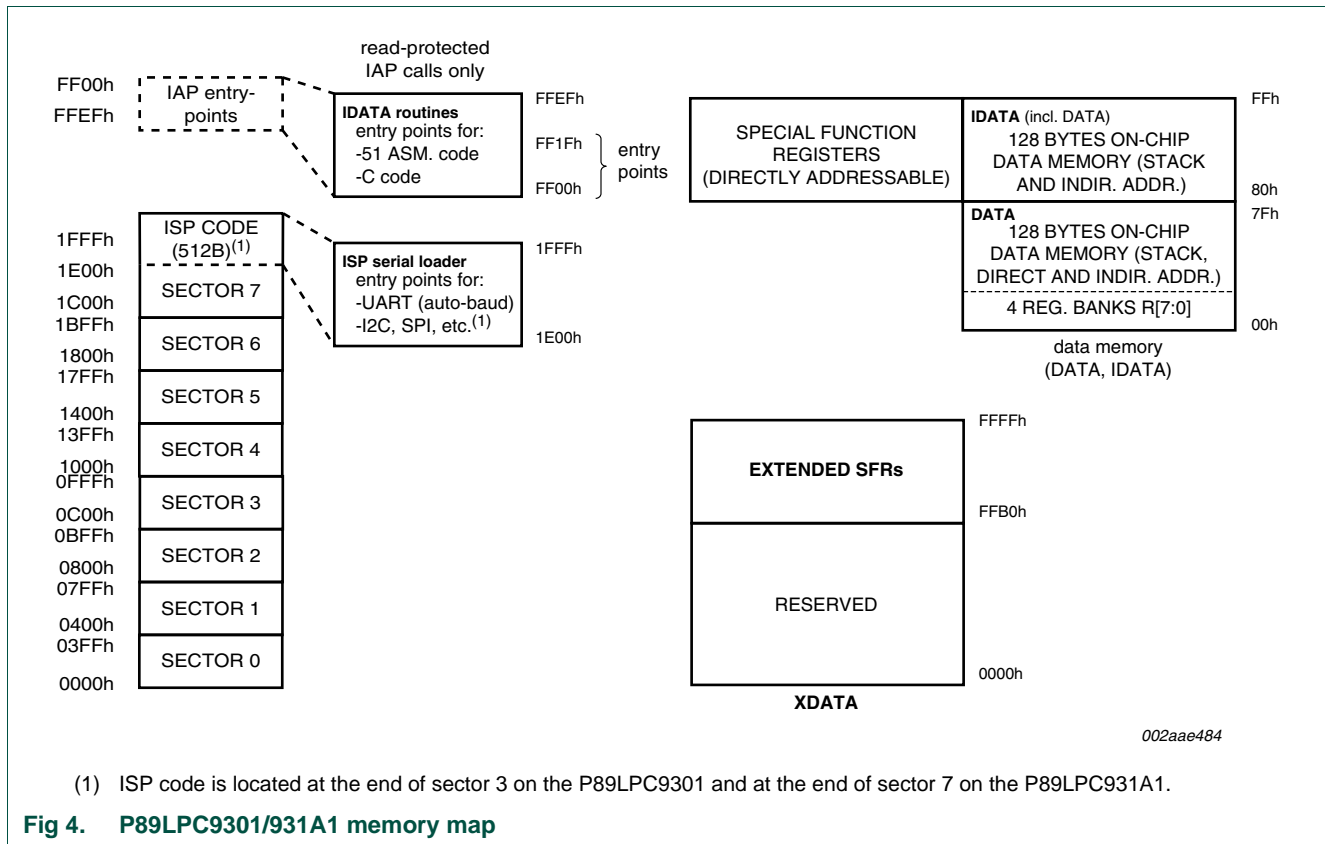 read-protected
IAP calls only
FF00h
FFEFh
IAP entry-
points
IDATA routines
entry points for:
-51 ASM. code
-C code
FFEFh
FF1Fh
FF00h
entry
points
1FFFh
1E00h
1C00h
1BFFh
1800h
17FFh
1400h
13FFh
1000h
0FFFh
0C00h
0BFFh
0800h
07FFh
0400h
03FFh
0000h
ISP CODE
(512B)(1)
SECTOR 7
SECTOR 6
SECTOR 5
SECTOR 4
SECTOR 3
SECTOR 2
SECTOR 1
SECTOR 0
ISP serial loader
entry points for:
-UART (auto-baud)
-I2C, SPI, etc.(1)
1FFFh
1E00h
SPECIAL FUNCTION
REGISTERS
(DIRECTLY ADDRESSABLE)
IDATA (incl. DATA)
128 BYTES ON-CHIP
DATA MEMORY (STACK
AND INDIR. ADDR.)
DATA
128 BYTES ON-CHIP
DATA MEMORY (STACK,
DIRECT AND INDIR. ADDR.)
4 REG. BANKS R[7:0]
FFh
80h
7Fh
00h
data memory
(DATA, IDATA)
EXTENDED SFRs
RESERVED
FFFFh
FFB0h
0000h
XDATA
002aae484
(1) ISP code is located at the end of sector 3 on the P89LPC9301 and at the end of sector 7 on the P89LPC931A1.
Fig 4. P89LPC9301/931A1 memory map